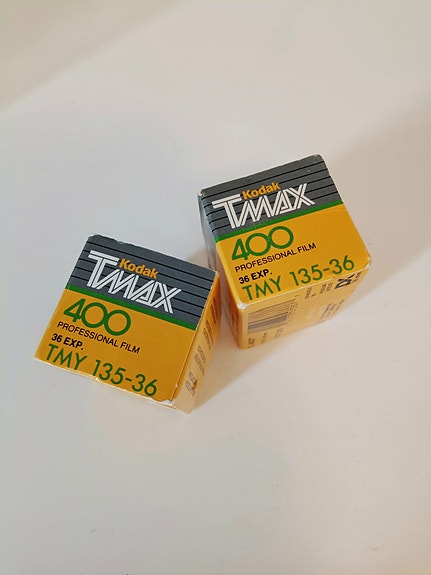 Kodak
TMAX
400
PROFESSIONAL FILM
36 EXP.
TMY 135-36
Kodak
TMAX
400
PROFESSIONAL FILM
36 EXP.
TMY 135-36